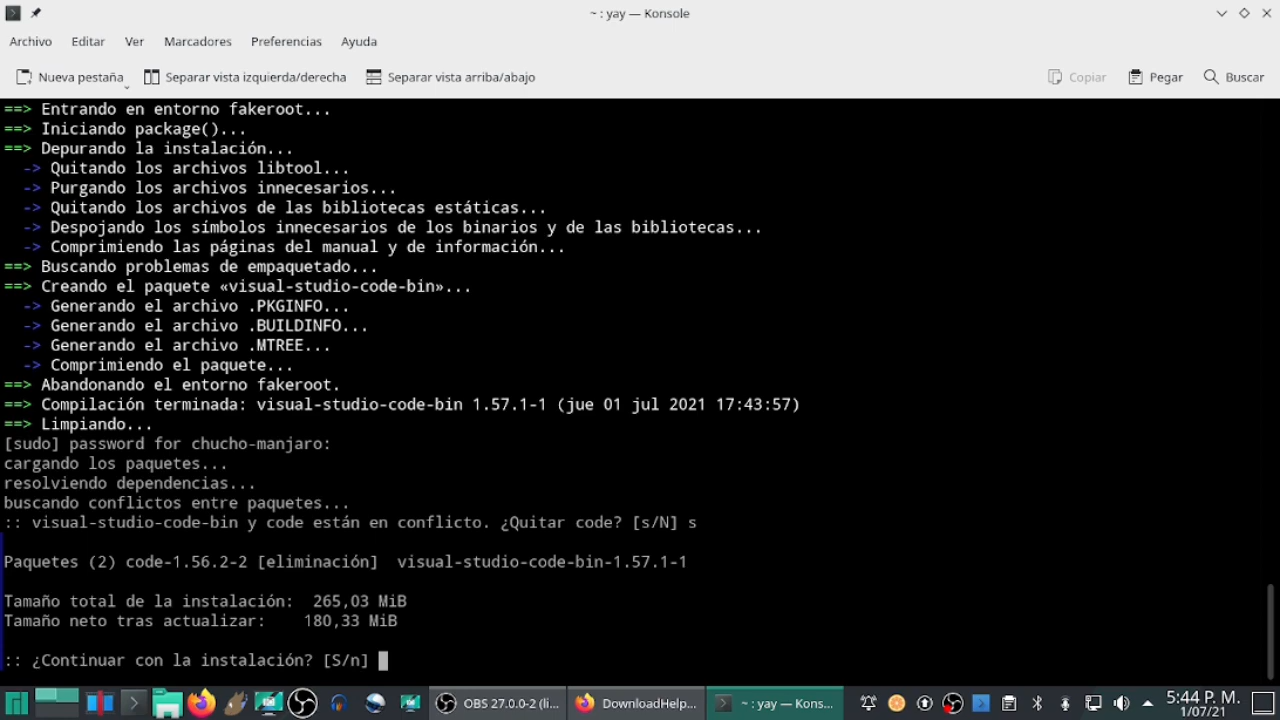 ~ : yay — Konsole
Archivo Editar Ver Marcadores Preferencias Ayuda
Nueva pestaña Separar vista izquierda/derecha Separar vista arriba/abajo Copiar Pegar Buscar
==> Entrando en entorno fakeroot...
==> Iniciando package()...
==> Depurando la instalación...
-> Quitando los archivos libtool...
-> Purgando los archivos innecesarios...
-> Quitando los archivos de las bibliotecas estáticas...
-> Despojando los símbolos innecesarios de los binarios y de las bibliotecas...
-> Comprimiendo las páginas del manual y de información...
==> Buscando problemas de empaquetado...
==> Creando el paquete «visual-studio-code-bin»...
-> Generando el archivo .PKGINFO...
-> Generando el archivo .BUILDINFO...
-> Generando el archivo .MTREE...
-> Comprimiendo el paquete...
==> Abandonando el entorno fakeroot.
==> Compilación terminada: visual-studio-code-bin 1.57.1-1 (jue 01 jul 2021 17:43:57)
==> Limpiando...
[sudo] password for chucho-manjaro:
cargando los paquetes...
resolviendo dependencias...
buscando conflictos entre paquetes...
:: visual-studio-code-bin y code están en conflicto. ¿Quitar code? [s/N] s
Paquetes (2) code-1.56.2-2 [eliminación] visual-studio-code-bin-1.57.1-1
Tamaño total de la instalación: 265,03 MiB
Tamaño neto tras actualizar: 180,33 MiB
:: ¿Continuar con la instalación? [S/n]
OBS 27.0.0-2 (li... DownloadHelp... ~ : yay — Kons... 5:44 P. M.
1/07/21